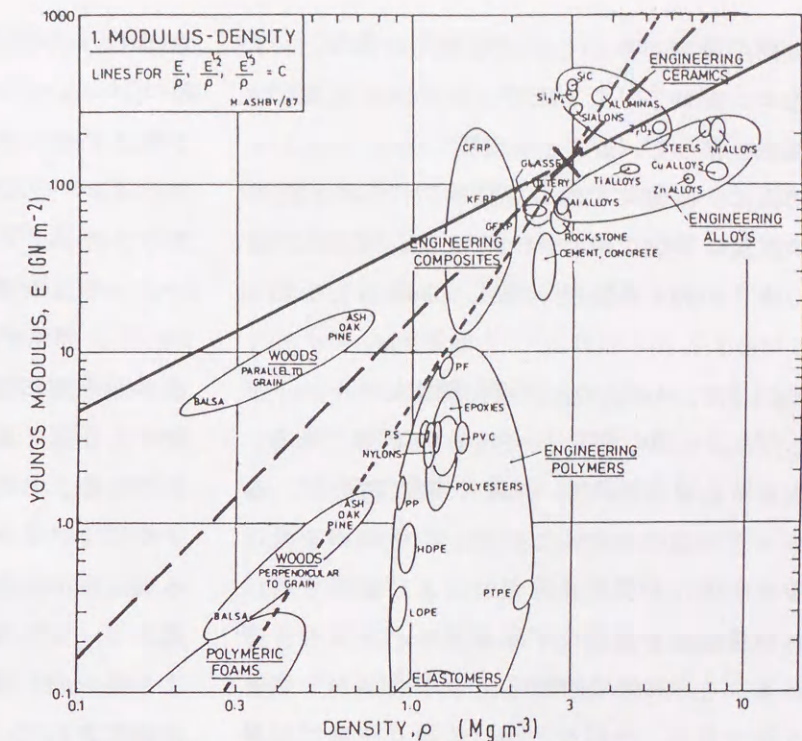 1. MODULUS-DENSITY
LINES FOR E/ρ, E^½/ρ, E^⅓/ρ = C
M.ASHBY/87
1000
100
10
1.0
0.1
YOUNGS MODULUS, E (GN m-2)
SiC
Si3N4
ALUMINAS
SIALONS
ZrO2
ENGINEERING
CERAMICS
CFRP
GLASSES
POTTERY
KFRP
GFRP
STEELS
Ni ALLOYS
Cu ALLOYS
Ti ALLOYS
Zn ALLOYS
Al ALLOYS
ENGINEERING
ALLOYS
ROCK,STONE
CEMENT, CONCRETE
ENGINEERING
COMPOSITES
ASH
OAK
PINE
WOODS
PARALLEL TO
GRAIN
BALSA
PF
EPOXIES
PS
PVC
NYLONS
POLYESTERS
ENGINEERING
POLYMERS
PP
HDPE
LDPE
PTPE
ASH
OAK
PINE
WOODS
PERPENDICULAR
TO GRAIN
BALSA
POLYMERIC
FOAMS
ELASTOMERS
0.1
0.3
1.0
3
10
DENSITY, ρ (Mg m-3)